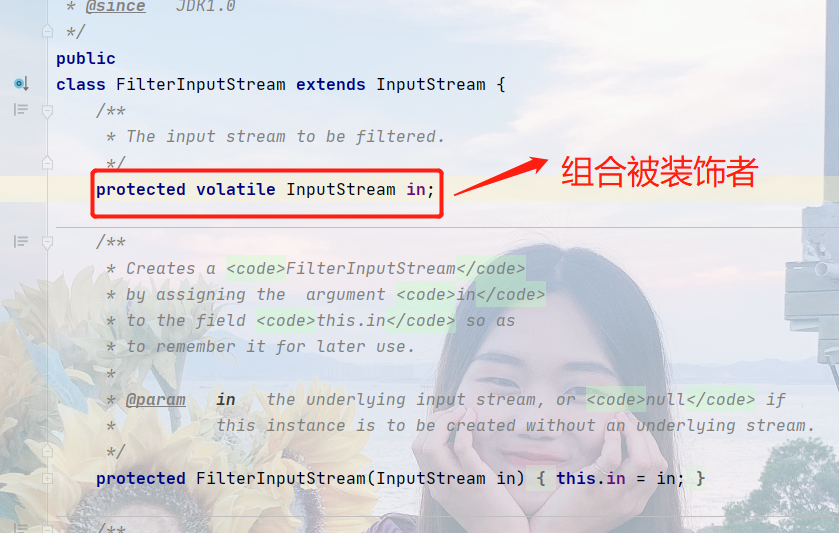 * @since   JDK1.0
*/
public
class FilterInputStream extends InputStream {
/**
* The input stream to be filtered.
*/
protected volatile InputStream in;
组合被装饰者
/**
* Creates a <code>FilterInputStream</code>
* by assigning the  argument <code>in</code>
* to the field <code>this.in</code> so as
* to remember it for later use.
*
* @param   in   the underlying input stream, or <code>null</code> if
*          this instance is to be created without an underlying stream.
*/
protected FilterInputStream(InputStream in) { this.in = in; }
/**